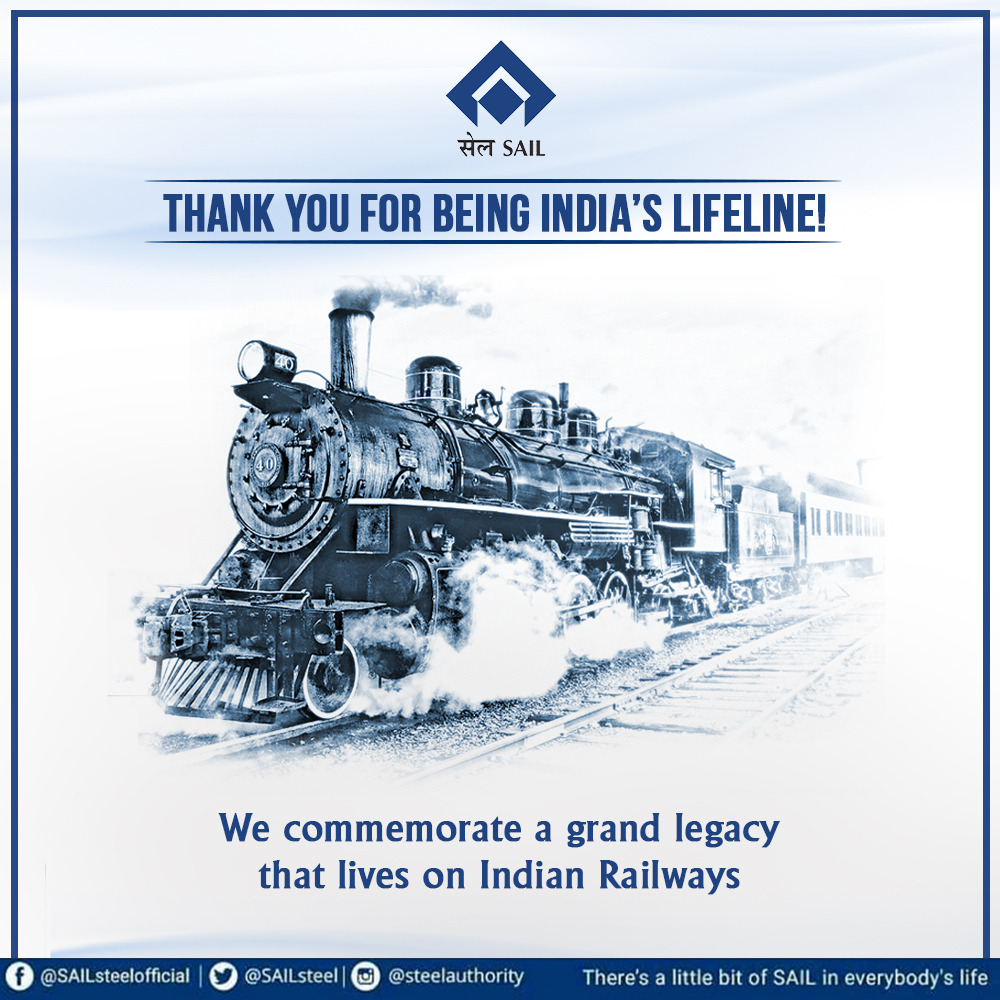 सेल SAIL
THANK YOU FOR BEING INDIA'S LIFELINE!
40
40
We commemorate a grand legacy
that lives on Indian Railways
@SAILsteelofficial | @SAILsteel | @steelauthority There's a little bit of SAIL in everybody's life